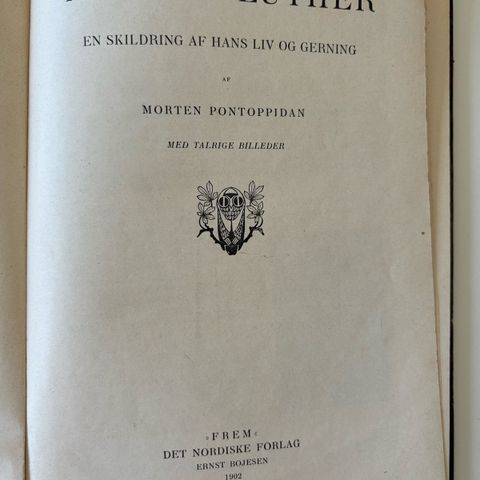 LUTHER
EN SKILDRING AF HANS LIV OG GERNING
AF
MORTEN PONTOPPIDAN
MED TALRIGE BILLEDER
»FREM«
DET NORDISKE FORLAG
ERNST BOJESEN
1902